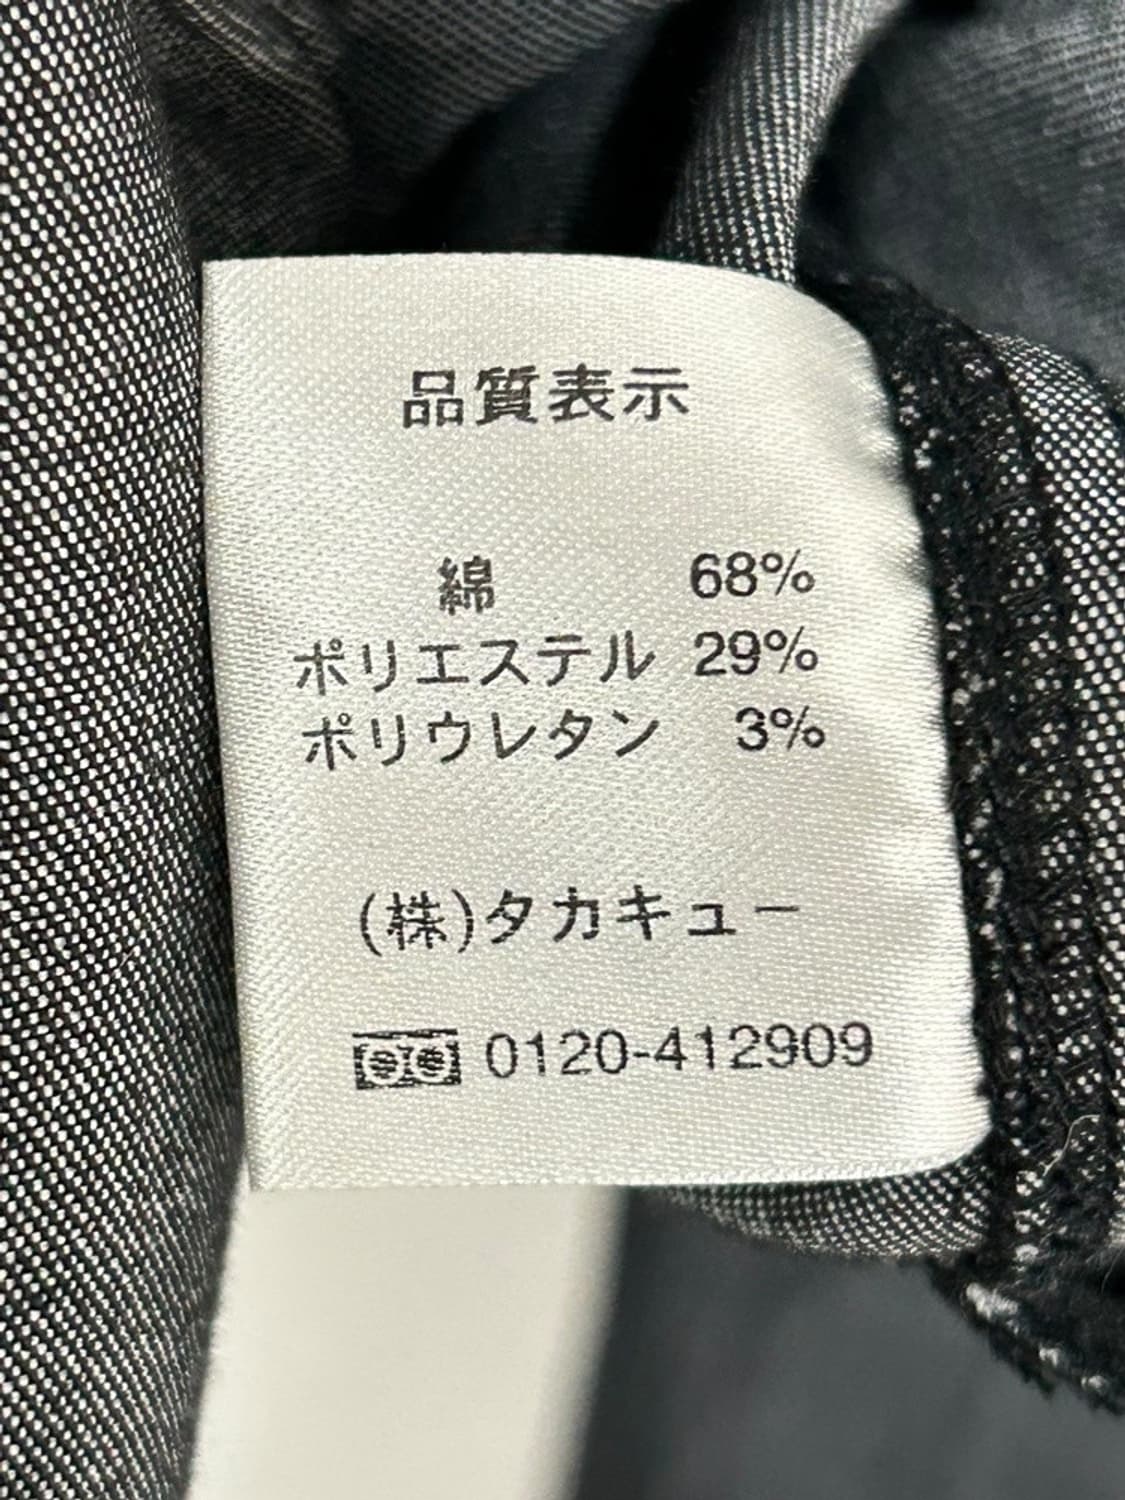 品質表示
綿 68%
ポリエステル 29%
ポリウレタン 3%
(株)タカキュー
0120-412909